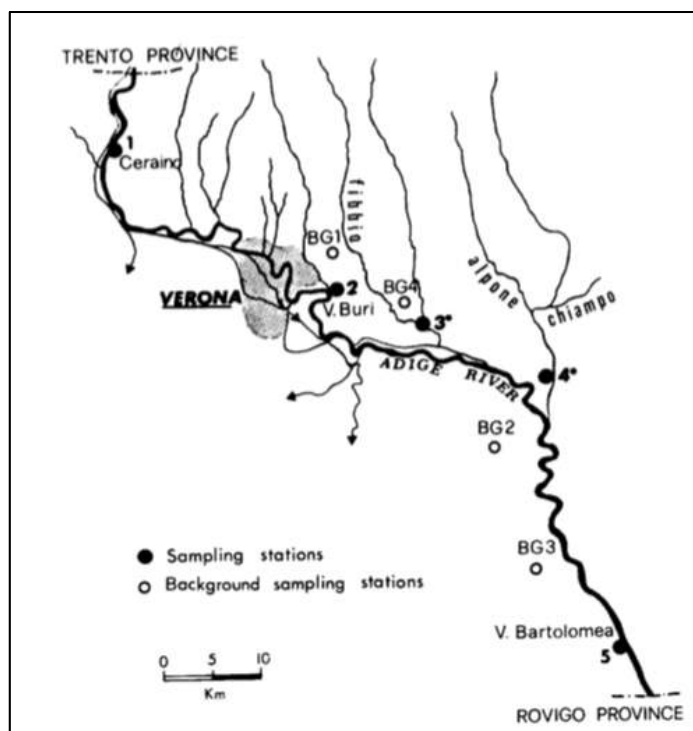 TRENTO PROVINCE
1
Ceraino
fibbio
BG1
alpone
chiampo
BG4
2
VERONA
V. Buri
3°
ADIGE RIVER
4°
BG2
BG3
Sampling stations
Background sampling stations
V. Bartolomea
5
0 5 10
Km
ROVIGO PROVINCE